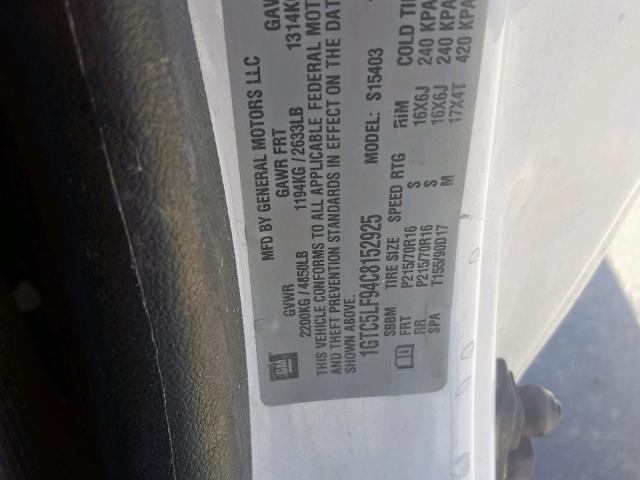 GM
MFD BY GENERAL MOTORS LLC
GVWR GAWR FRT
2200KG / 4850LB 1194KG / 2633LB 1314K
THIS VEHICLE CONFORMS TO ALL APPLICABLE FEDERAL MOT
AND THEFT PREVENTION STANDARDS IN EFFECT ON THE DAT
SHOWN ABOVE.
1GTC5LF94C8152925 MODEL: S15403
SBBM TIRE SIZE SPEED RTG RIM COLD TI
FRT P215/70R16 S 16X6J 240 KPA
RR P215/70R16 S 16X6J 240 KPA
SPA T155/90D17 M 17X4T 420 KPA